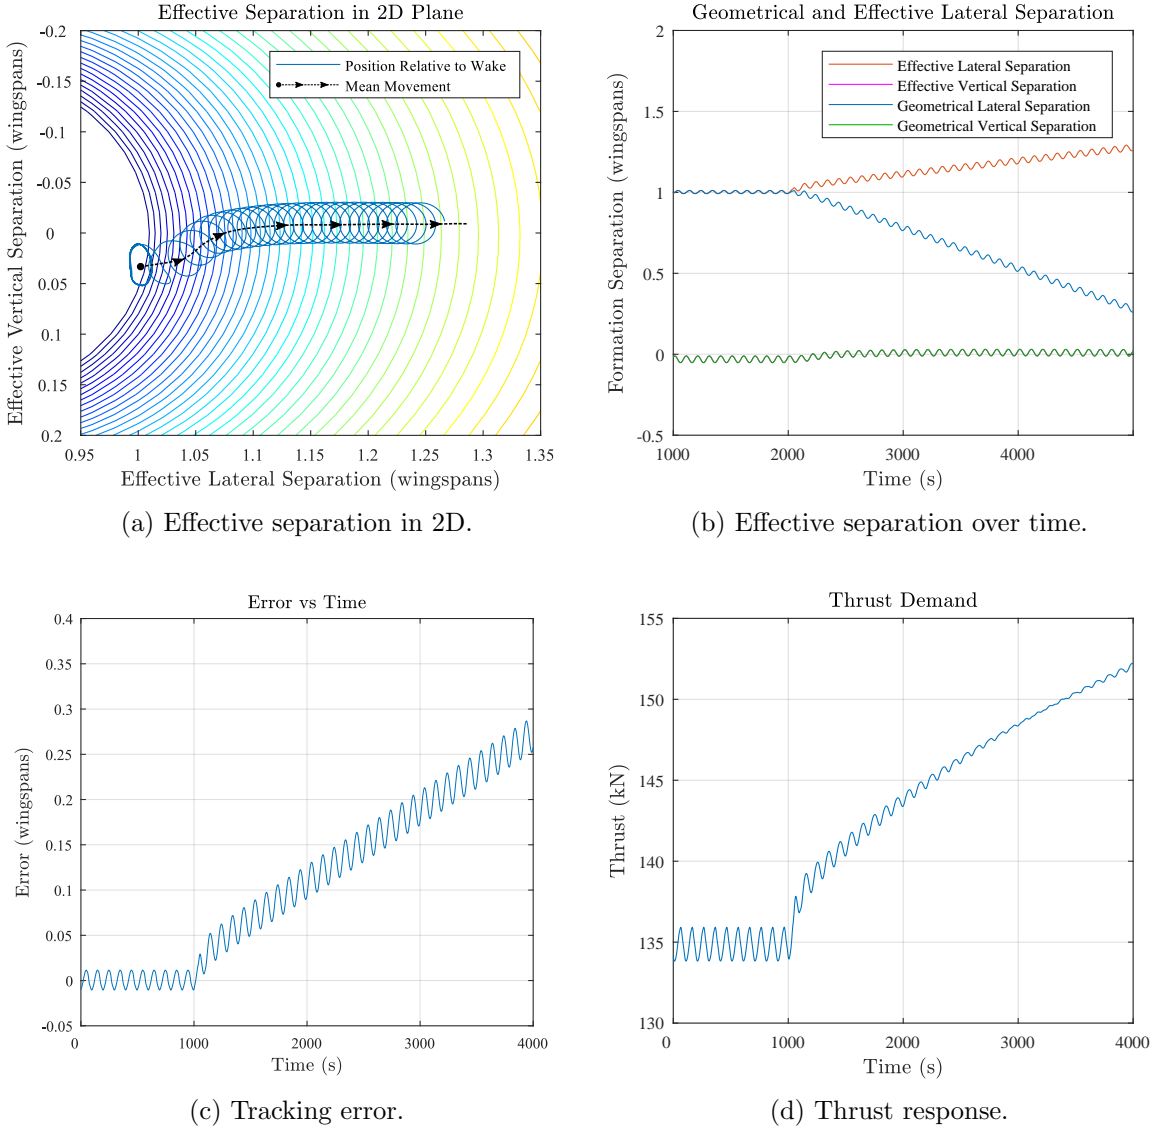 Effective Separation in 2D Plane
Effective Vertical Separation (wingspans)
-0.2
-0.15
-0.1
-0.05
0
0.05
0.1
0.15
0.2
Position Relative to Wake
Mean Movement
0.95 1 1.05 1.1 1.15 1.2 1.25 1.3 1.35
Effective Lateral Separation (wingspans)
(a) Effective separation in 2D.
Geometrical and Effective Lateral Separation
Formation Separation (wingspans)
2
1.5
1
0.5
0
-0.5
Effective Lateral Separation
Effective Vertical Separation
Geometrical Lateral Separation
Geometrical Vertical Separation
1000 2000 3000 4000
Time (s)
(b) Effective separation over time.
Error vs Time
Error (wingspans)
0.4
0.35
0.3
0.25
0.2
0.15
0.1
0.05
0
-0.05
0 1000 2000 3000 4000
Time (s)
(c) Tracking error.
Thrust Demand
Thrust (kN)
155
150
145
140
135
130
0 1000 2000 3000 4000
Time (s)
(d) Thrust response.